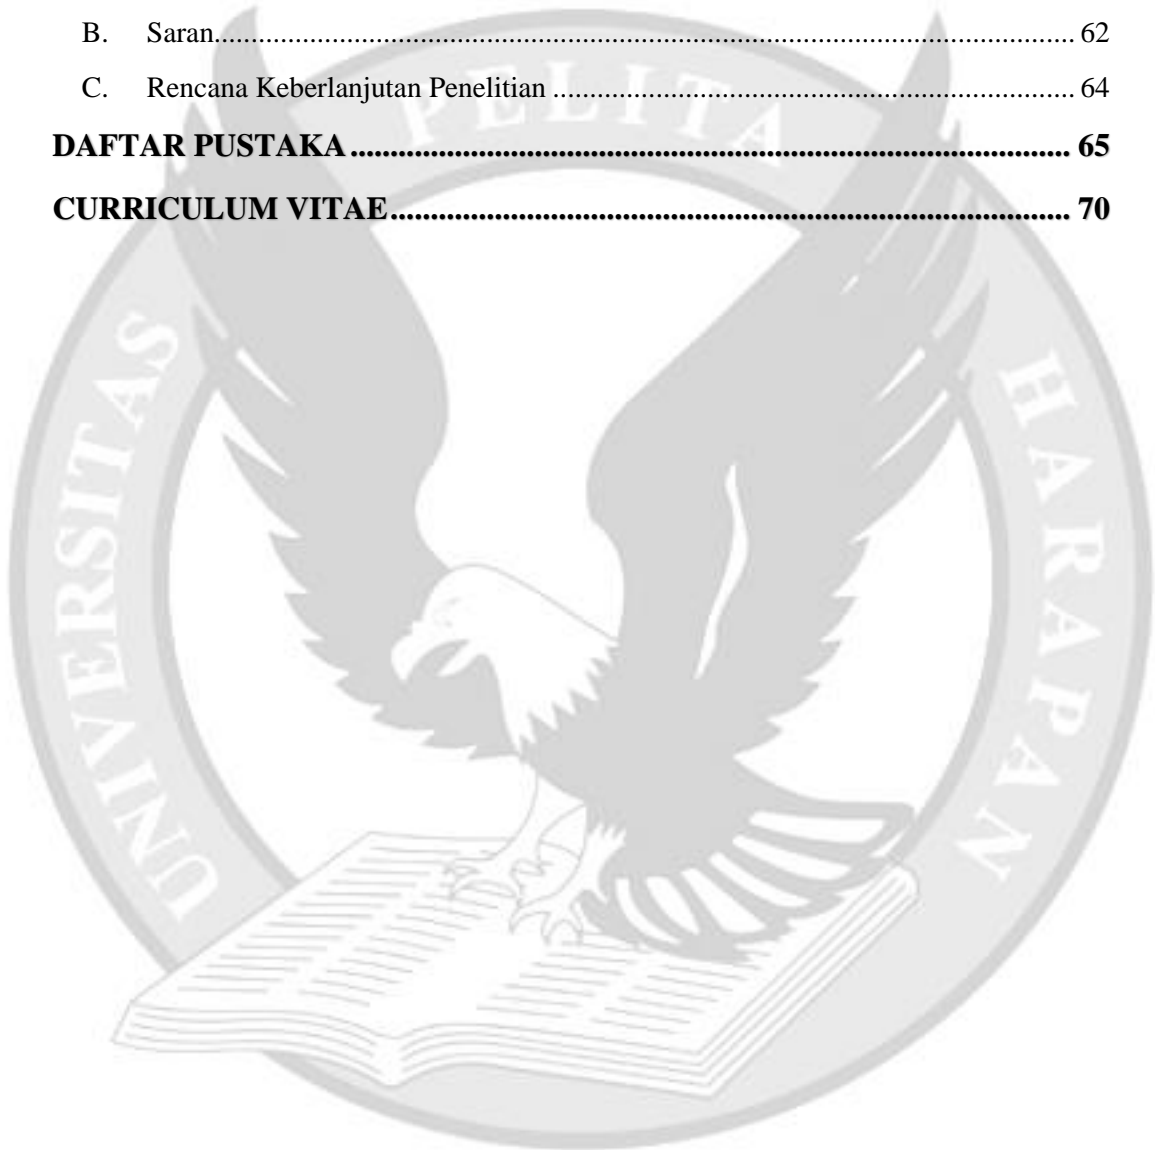 B. Saran........................................................................................................... 62
C. Rencana Keberlanjutan Penelitian ................................................................. 64
DAFTAR PUSTAKA ........................................................................................... 65
CURRICULUM VITAE...................................................................................... 70
UNIVERSITAS PELITA HARAPAN